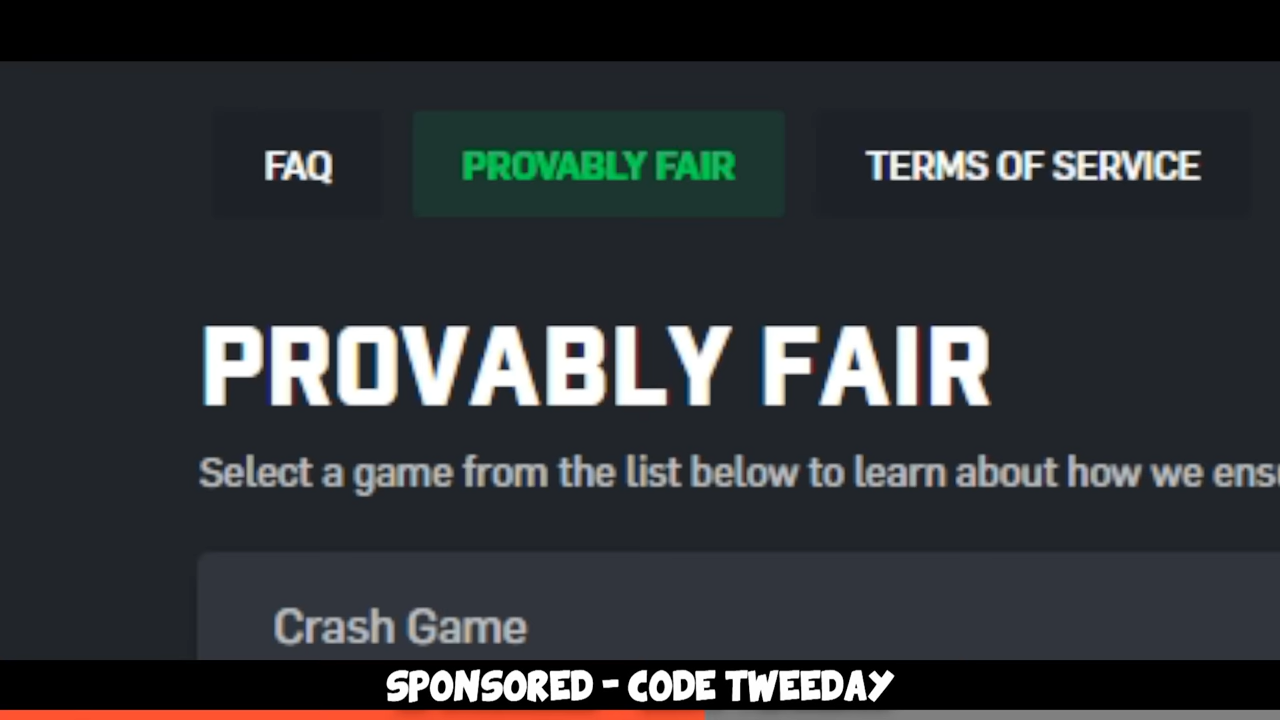 FAQ PROVABLY FAIR TERMS OF SERVICE
PROVABLY FAIR
Select a game from the list below to learn about how we
Crash Game
SPONSORED - CODE TWEEDAY